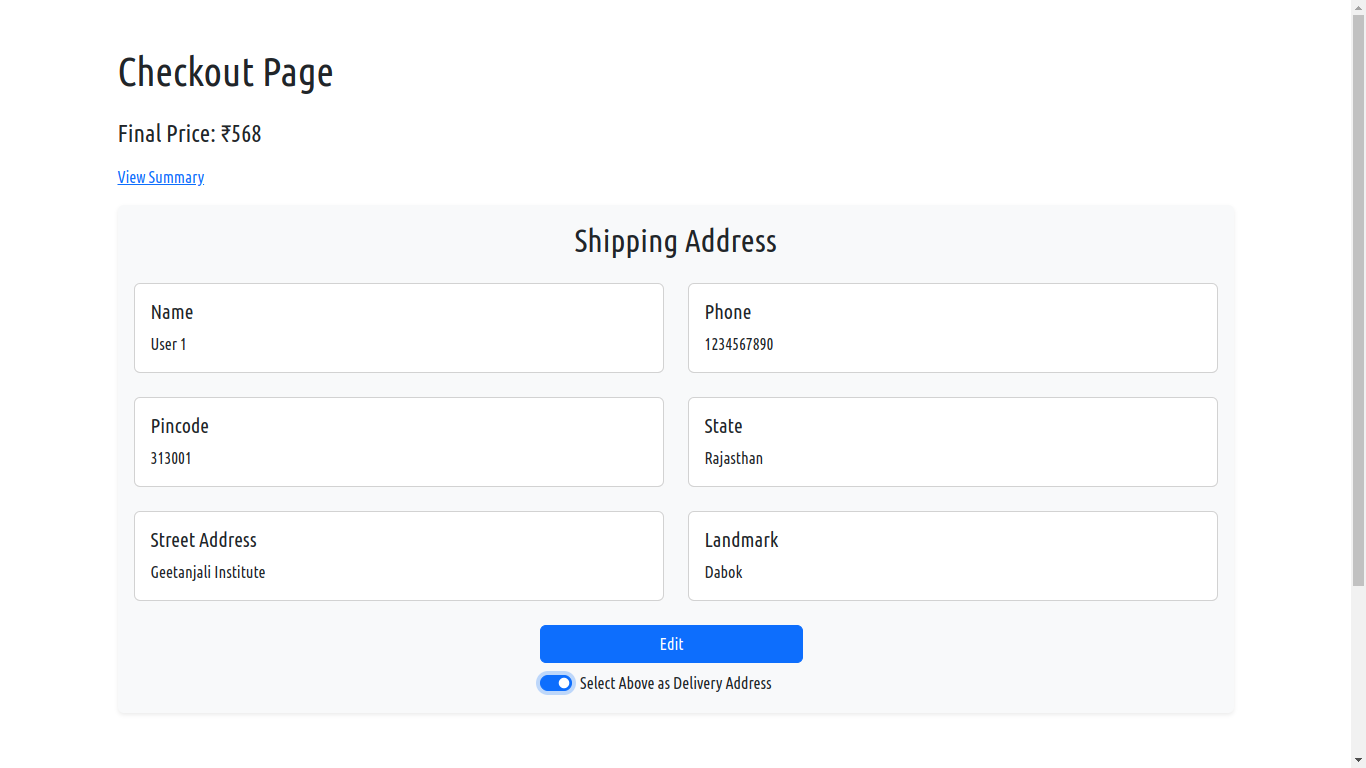 Checkout Page
Final Price: ₹568
View Summary
Shipping Address
Name
User 1
Phone
1234567890
Pincode
313001
State
Rajasthan
Street Address
Geetanjali Institute
Landmark
Dabok
Edit
Select Above as Delivery Address